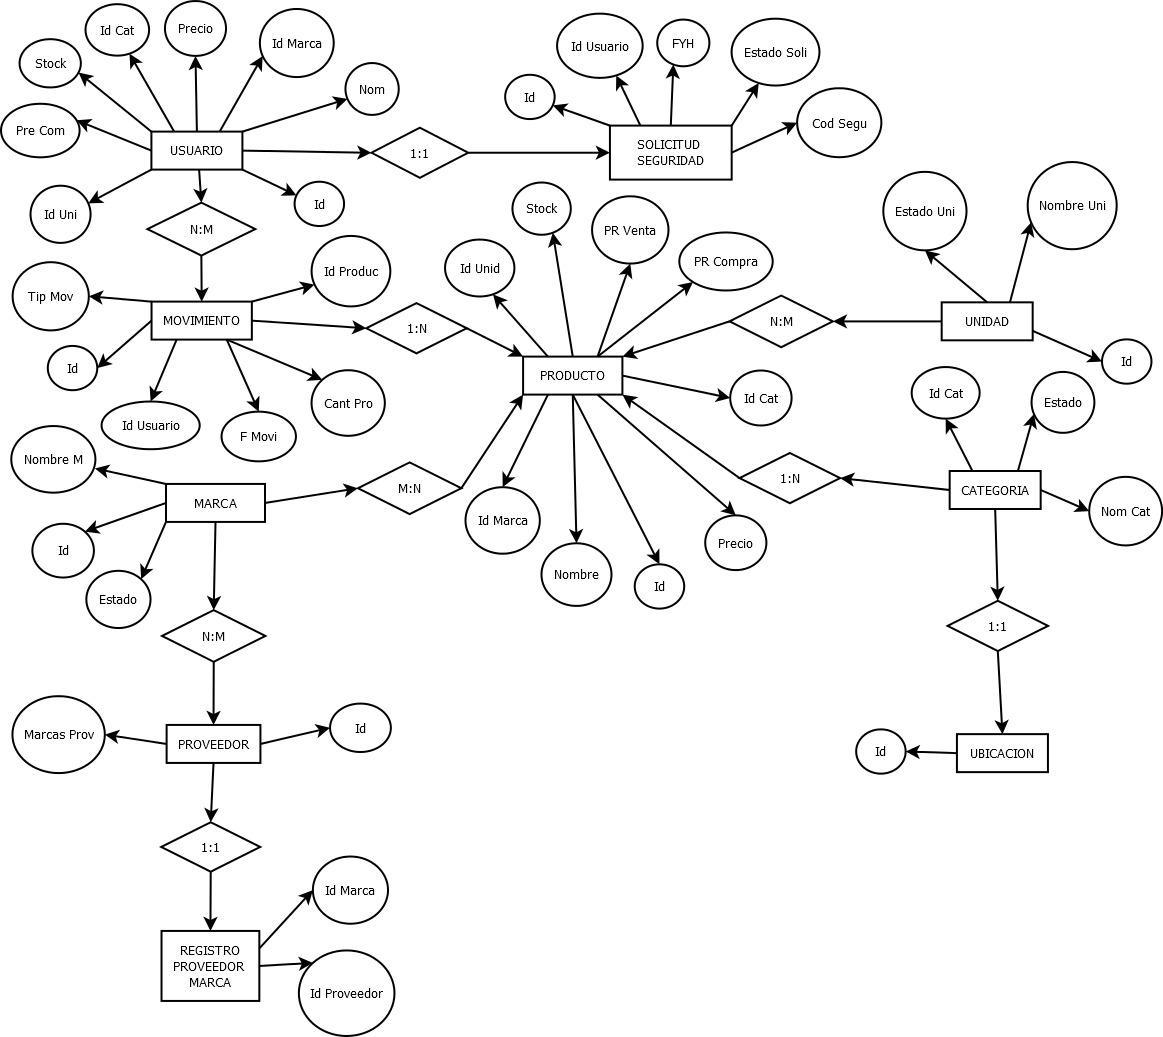 Id Cat
Precio
Id Marca
Stock
Nom
Pre Com
USUARIO
1:1
Id Uni
Id
N:M
Id Usuario
FYH
Estado Soli
Id
Cod Segu
SOLICITUD
SEGURIDAD
Stock
PR Venta
Id Unid
PR Compra
Estado Uni
Nombre Uni
Id Produc
Tip Mov
MOVIMIENTO
1:N
N:M
UNIDAD
Id
Id
PRODUCTO
Id Cat
Id Cat
Estado
Cant Pro
Id Usuario
F Movi
Nombre M
MARCA
M:N
1:N
CATEGORIA
Nom Cat
Id Marca
Id
Precio
Nombre
Id
Estado
N:M
1:1
Marcas Prov
PROVEEDOR
Id
Id
UBICACION
1:1
Id Marca
REGISTRO
PROVEEDOR
MARCA
Id Proveedor